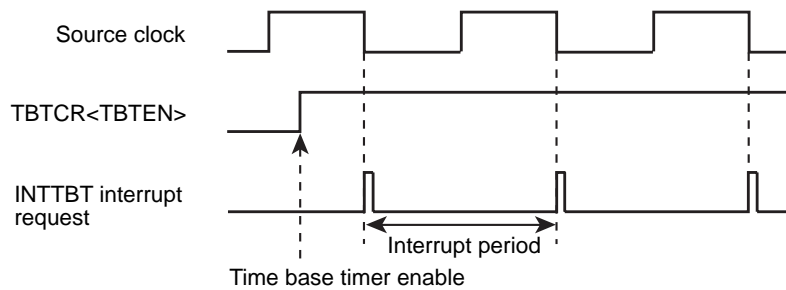 Source clock
TBTCR<TBTEN>
INTTBT interrupt
request
Interrupt period
Time base timer enable